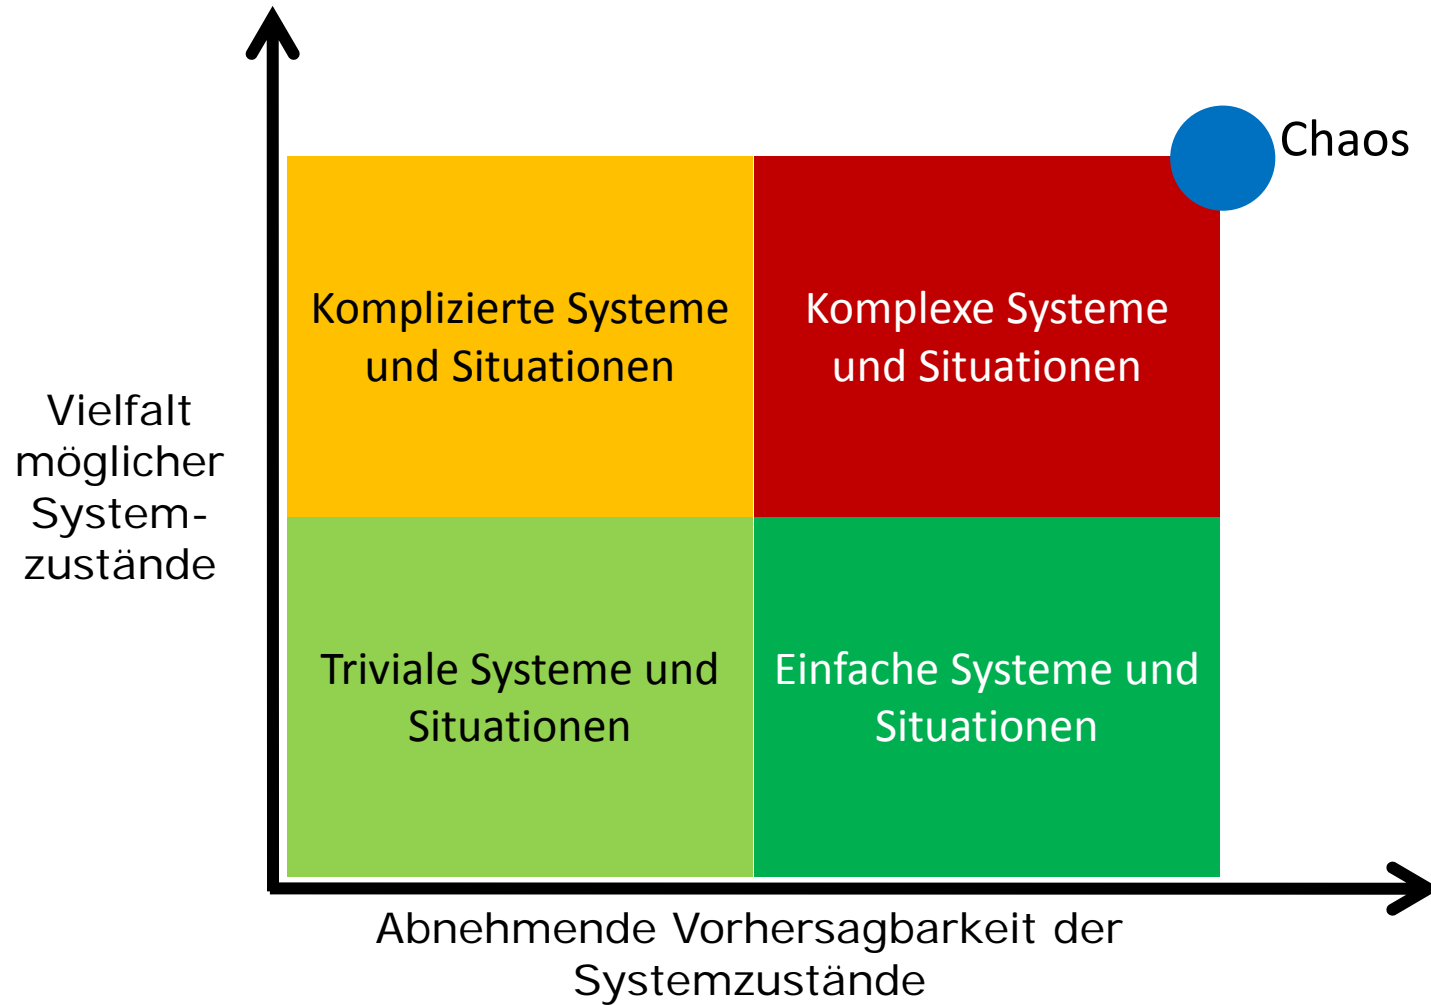 Chaos
Komplizierte Systeme
und Situationen
Komplexe Systeme
und Situationen
Vielfalt
möglicher
System-
zustände
Triviale Systeme und
Situationen
Einfache Systeme und
Situationen
Abnehmende Vorhersagbarkeit der
Systemzustände